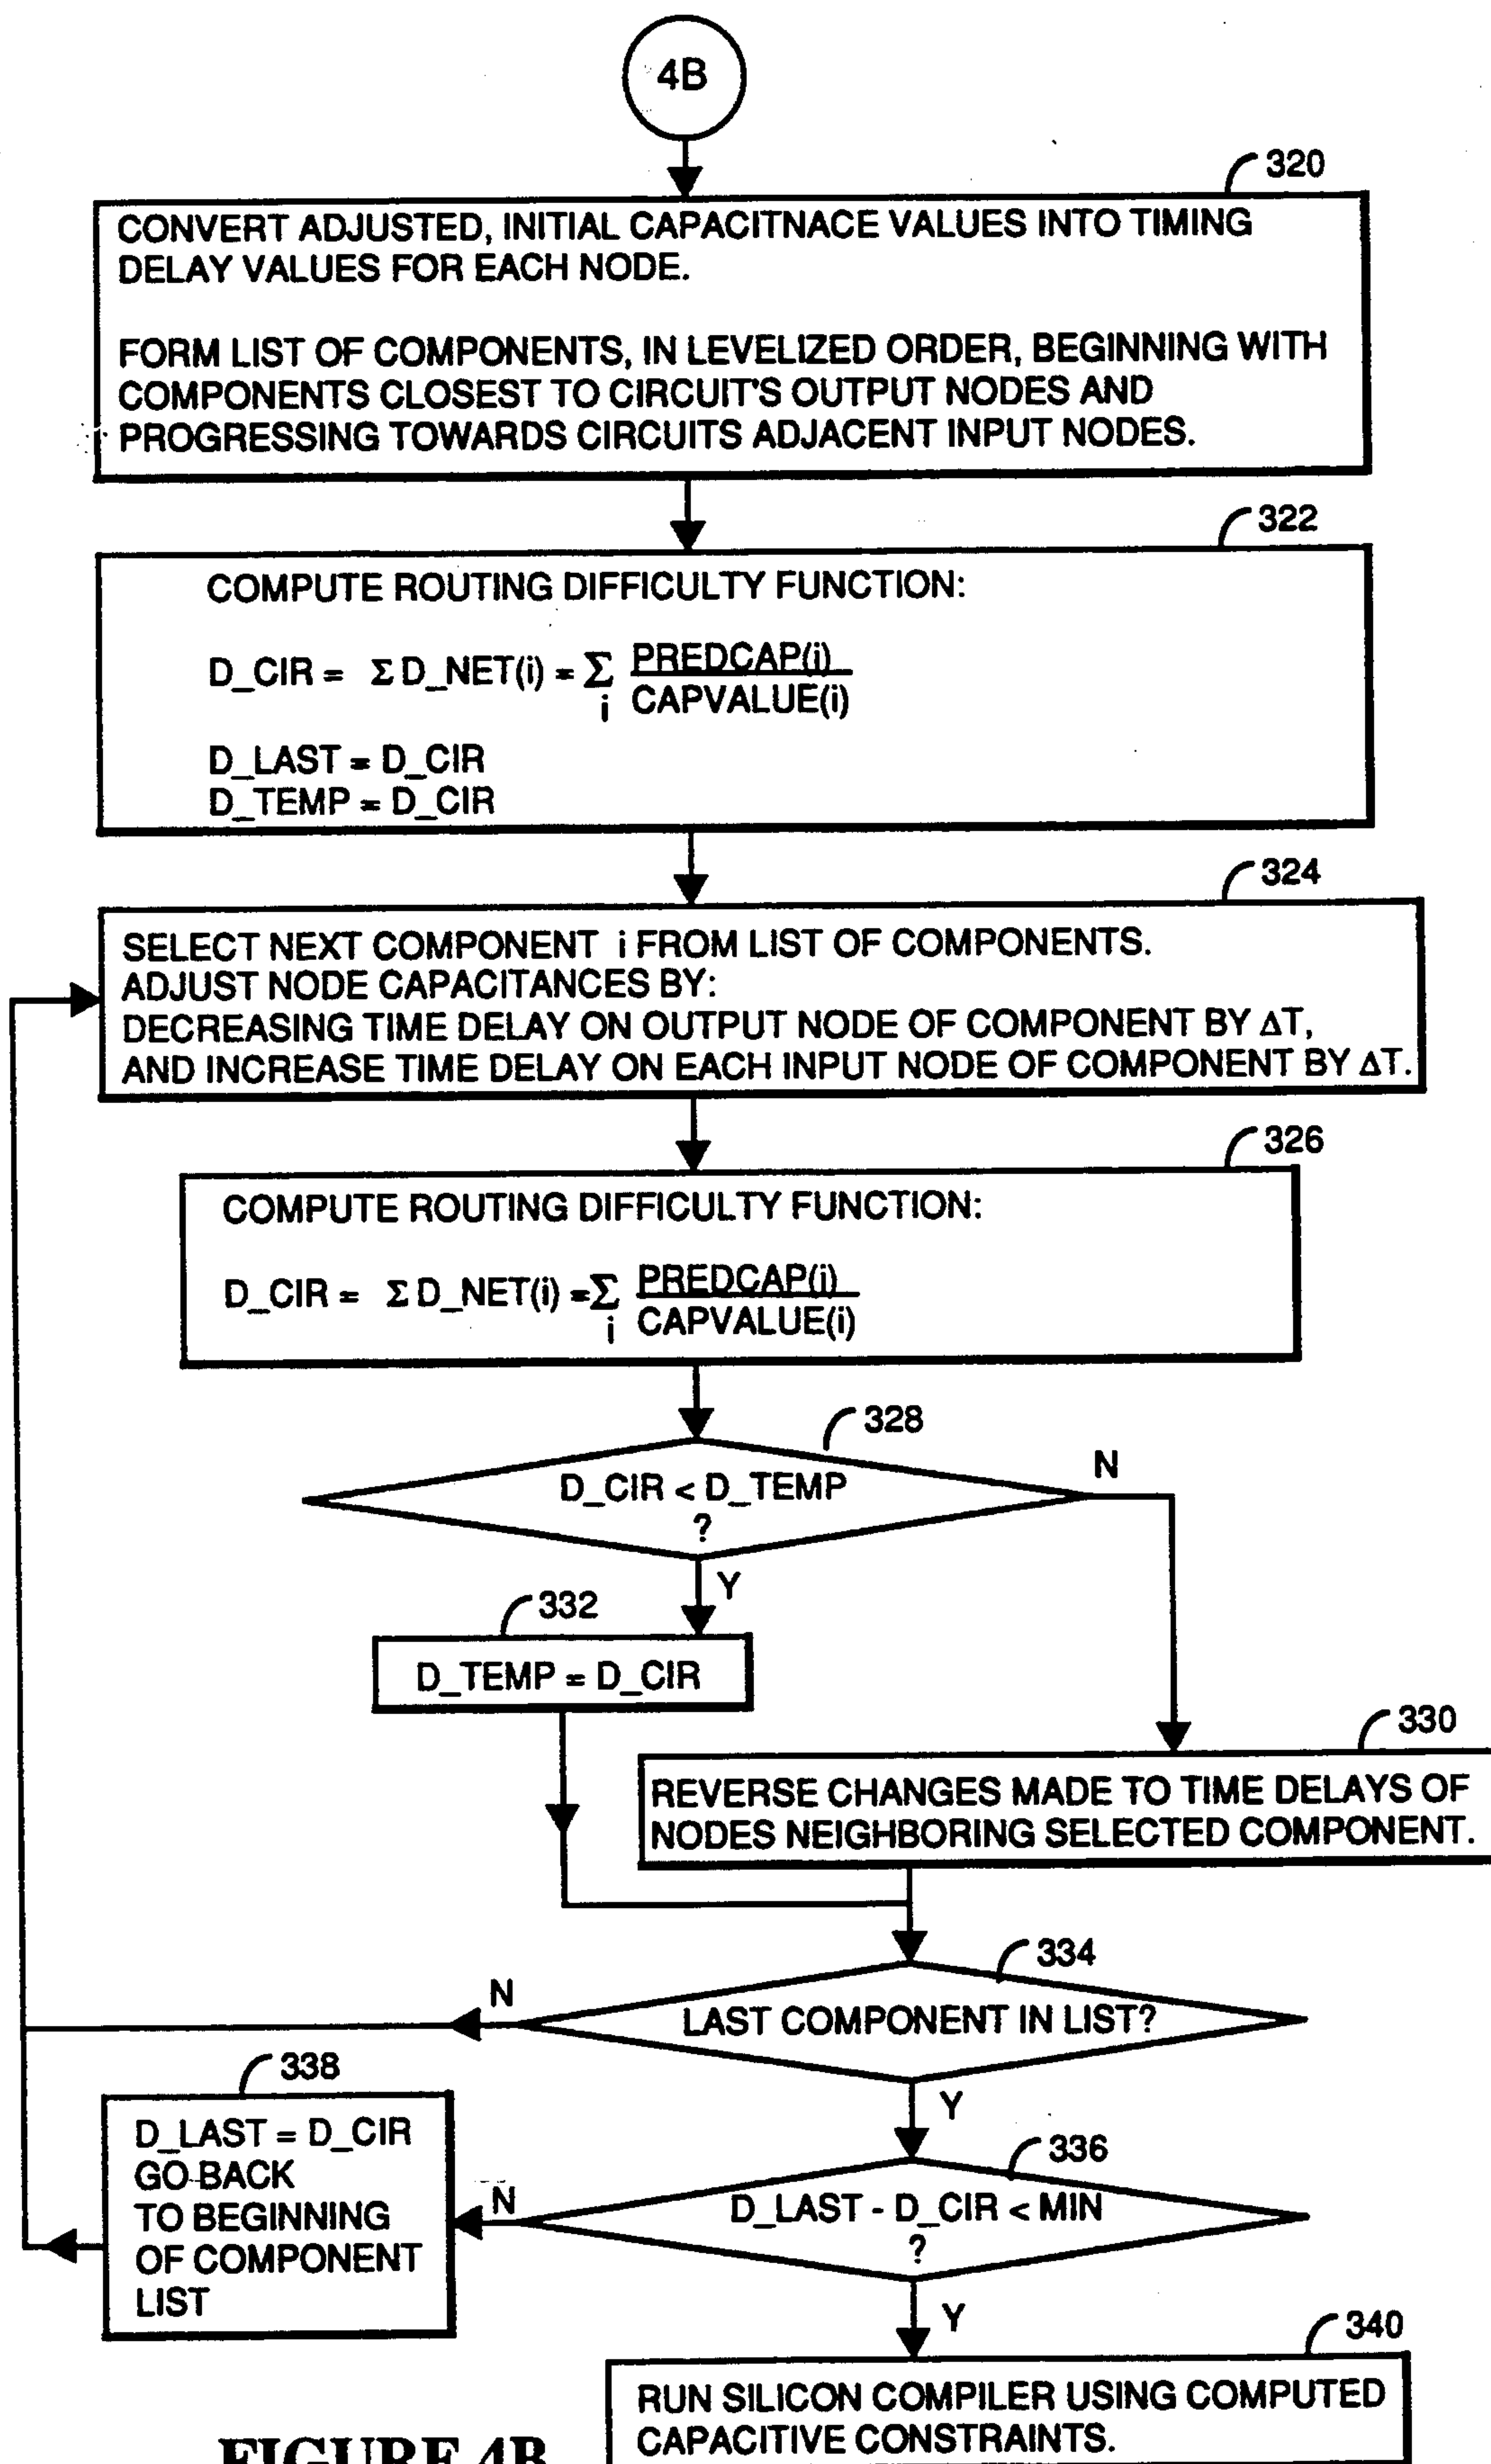 4B
320
CONVERT ADJUSTED, INITIAL CAPACITNACE VALUES INTO TIMING
DELAY VALUES FOR EACH NODE.
FORM LIST OF COMPONENTS, IN LEVELIZED ORDER, BEGINNING WITH
COMPONENTS CLOSEST TO CIRCUIT'S OUTPUT NODES AND
PROGRESSING TOWARDS CIRCUITS ADJACENT INPUT NODES.
322
COMPUTE ROUTING DIFFICULTY FUNCTION:
D_CIR = Σ D_NET(i) = Σ PREDCAP(i)
i CAPVALUE(i)
D_LAST = D_CIR
D_TEMP = D_CIR
324
SELECT NEXT COMPONENT i FROM LIST OF COMPONENTS.
ADJUST NODE CAPACITANCES BY:
DECREASING TIME DELAY ON OUTPUT NODE OF COMPONENT BY ΔT,
AND INCREASE TIME DELAY ON EACH INPUT NODE OF COMPONENT BY ΔT.
326
COMPUTE ROUTING DIFFICULTY FUNCTION:
D_CIR = Σ D_NET(i) = Σ PREDCAP(i)
i CAPVALUE(i)
328
D_CIR < D_TEMP
?
N
Y
332
D_TEMP = D_CIR
330
REVERSE CHANGES MADE TO TIME DELAYS OF
NODES NEIGHBORING SELECTED COMPONENT.
334
LAST COMPONENT IN LIST?
N
Y
338
D_LAST = D_CIR
GO BACK
TO BEGINNING
OF COMPONENT
LIST
336
D_LAST - D_CIR < MIN
?
N
Y
340
RUN SILICON COMPILER USING COMPUTED
CAPACITIVE CONSTRAINTS.
FIGURE 4B